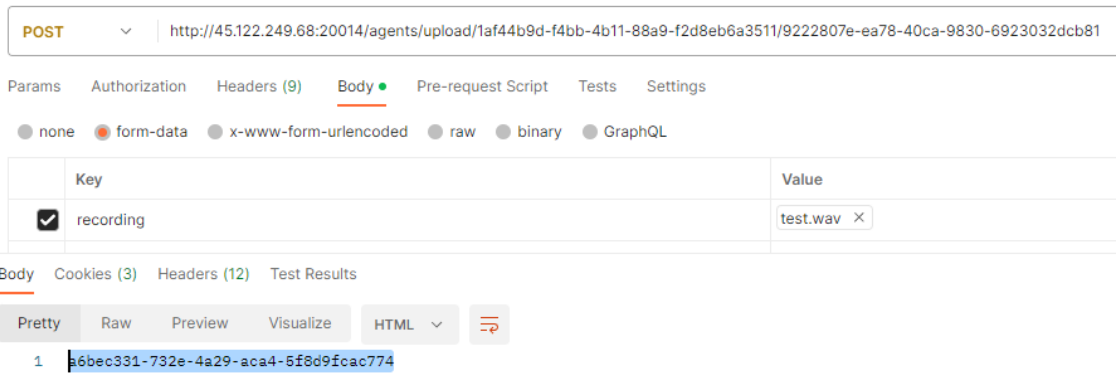 POST http://45.122.249.68:20014/agents/upload/1af44b9d-f4bb-4b11-88a9-f2d8eb6a3511/9222807e-ea78-40ca-9830-6923032dcb81
Params Authorization Headers (9) Body Pre-request Script Tests Settings
none form-data x-www-form-urlencoded raw binary GraphQL
Key Value
recording test.wav
Body Cookies (3) Headers (12) Test Results
Pretty Raw Preview Visualize HTML
1 a6bec331-732e-4a29-aca4-5f8d9fcac774